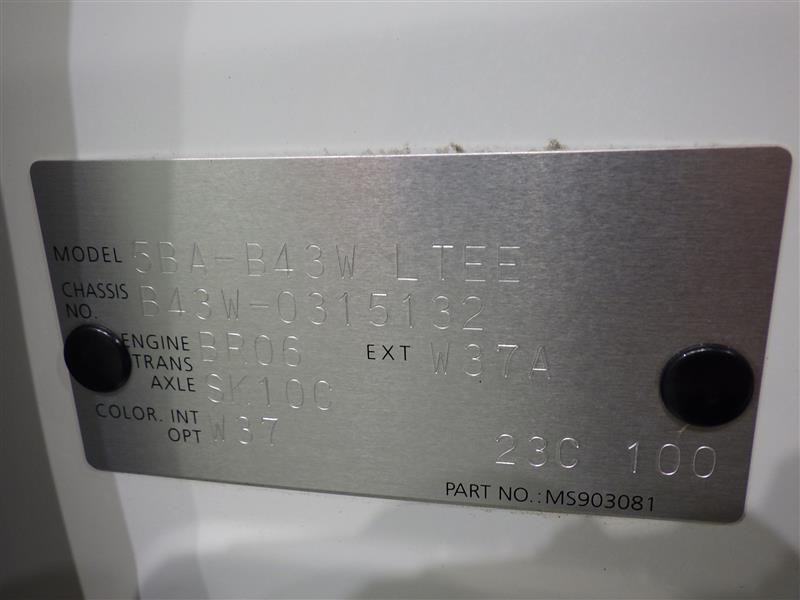 MODEL 5BA-B43W LTEE
CHASSIS NO. B43W-0315132
ENGINE BR06 EXT W37A
TRANS AXLE SK10C
COLOR. INT OPT W37
23C 100
PART NO.:MS903081